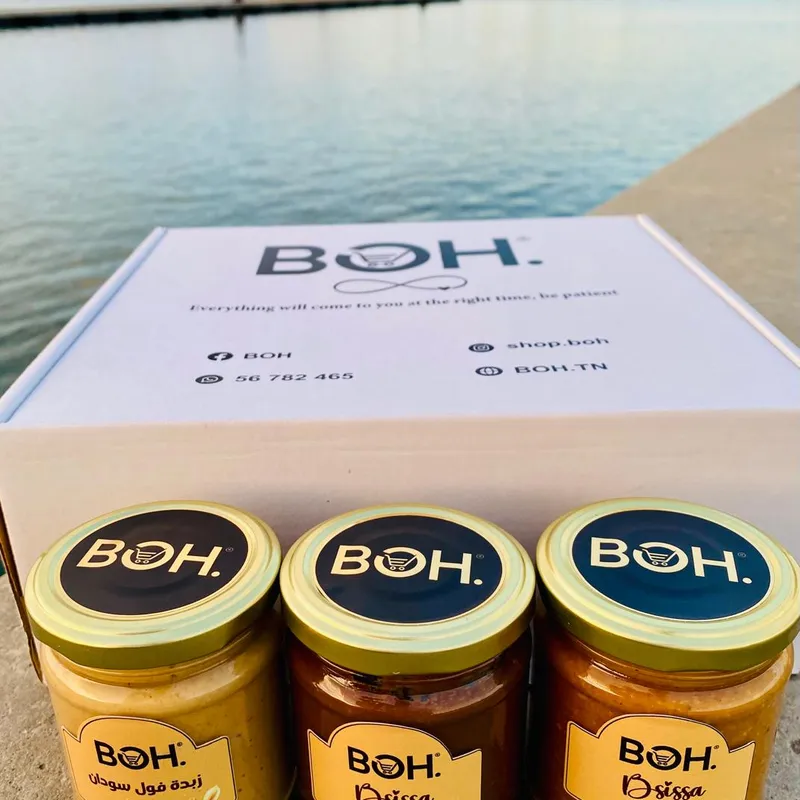 BOH.®
Everything will come to you at the right time, be patient
BOH
shop.boh
56 782 465
BOH.TN
BOH.®
BOH.®
BOH.®
BOH.®
زبدة فول سودان
BOH.®
Bsissa
BOH.®
Bsissa